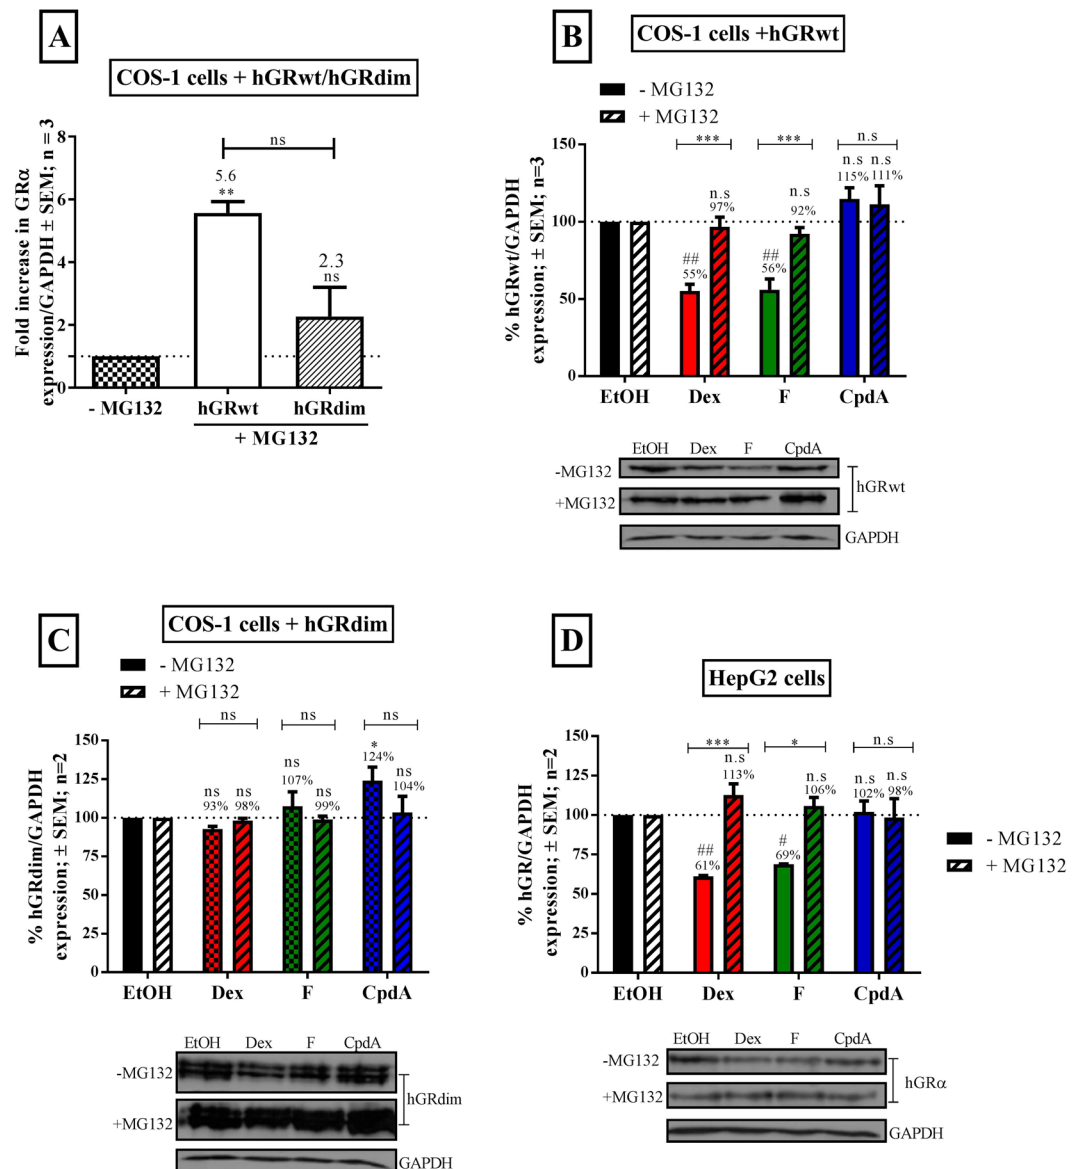 A
COS-1 cells + hGRwt/hGRdim
Fold increase in GRα
expression/GAPDH ± SEM; n = 3
8
6
4
2
0
ns
5.6
**
2.3
ns
- MG132
hGRwt
hGRdim
+ MG132
B
COS-1 cells +hGRwt
- MG132
+ MG132
% hGRwt/GAPDH
expression; ± SEM; n=3
150
100
50
0
***
***
n.s
##
55%
n.s
97%
##
56%
n.s
92%
n.s
115%
n.s
111%
EtOH
Dex
F
CpdA
EtOH Dex F CpdA
-MG132
+MG132
hGRwt
GAPDH
C
COS-1 cells + hGRdim
- MG132
+ MG132
% hGRdim/GAPDH
expression; ± SEM; n=2
150
125
100
75
50
25
0
ns
ns
ns
ns
93%
ns
98%
ns
107%
ns
99%
*
124%
ns
104%
EtOH
Dex
F
CpdA
EtOH Dex F CpdA
-MG132
+MG132
hGRdim
GAPDH
D
HepG2 cells
- MG132
+ MG132
% hGR/GAPDH
expression; ± SEM; n=2
150
125
100
75
50
25
0
***
*
n.s
##
61%
n.s
113%
#
69%
n.s
106%
n.s
102%
n.s
98%
EtOH
Dex
F
CpdA
EtOH Dex F CpdA
-MG132
+MG132
hGRα
GAPDH